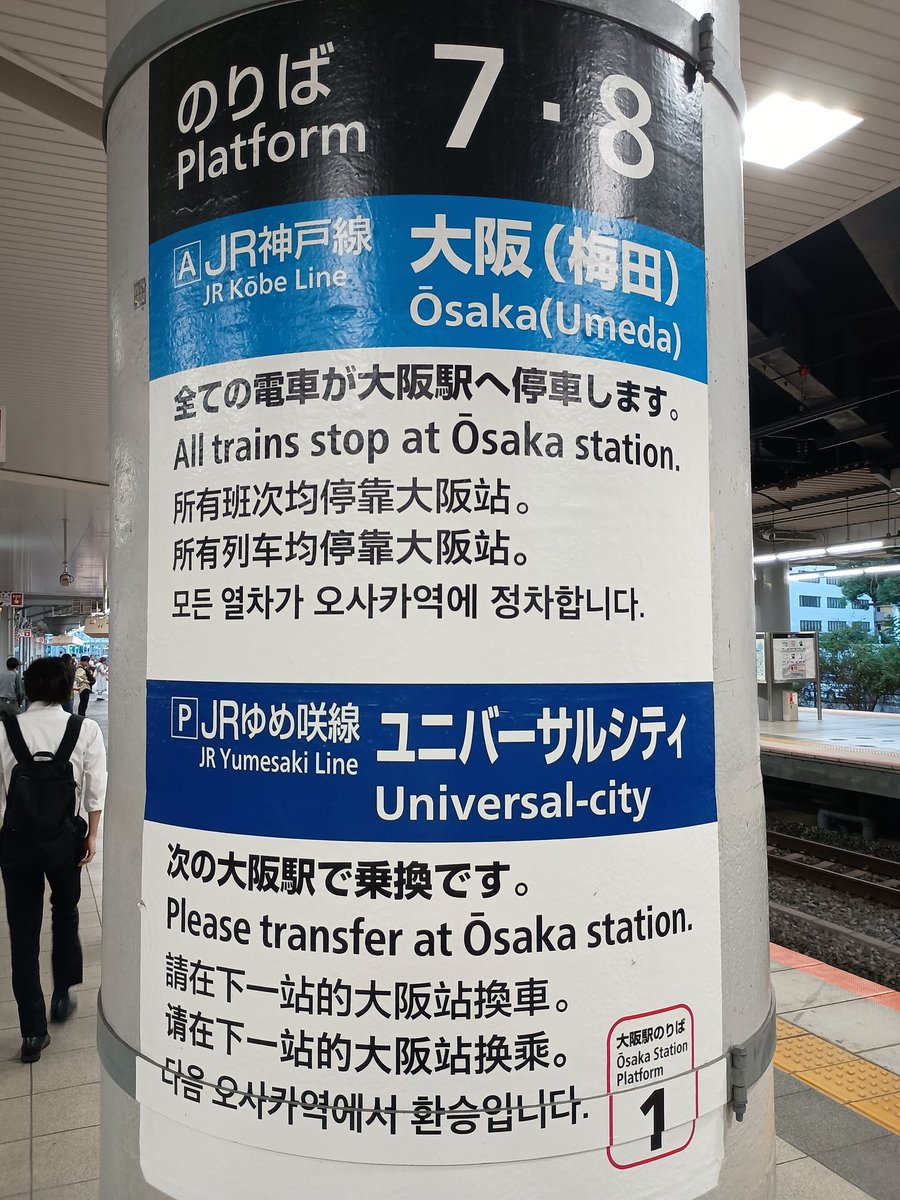 のりば 7・8
Platform
A JR神戸線 大阪(梅田)
JR Kōbe Line Ōsaka(Umeda)
全ての電車が大阪駅へ停車します。
All trains stop at Ōsaka station.
所有班次均停靠大阪站。
所有列车均停靠大阪站。
모든 열차가 오사카역에 정차합니다.
P JRゆめ咲線 ユニバーサルシティ
JR Yumesaki Line Universal-city
次の大阪駅で乗換です。
Please transfer at Ōsaka station.
請在下一站的大阪站換車。
请在下一站的大阪站换乘。
다음 오사카역에서 환승입니다.
大阪駅のりば
Ōsaka Station
Platform
1